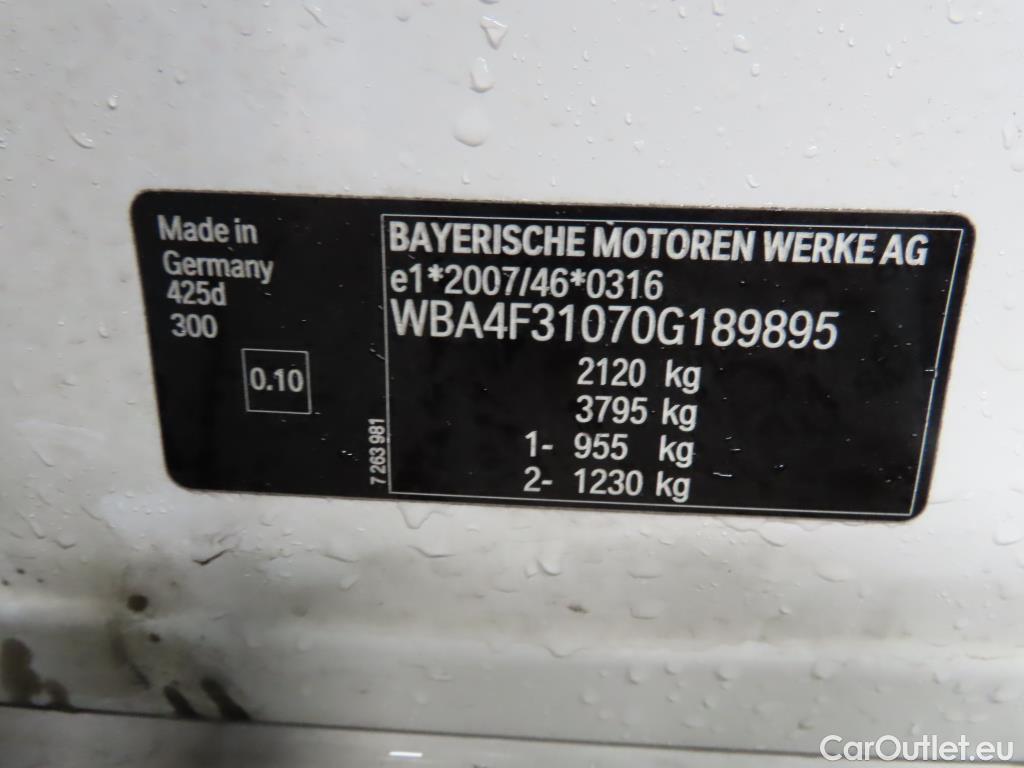 Made in
Germany
425d
300
0.10
7 263 981
BAYERISCHE MOTOREN WERKE AG
e1*2007/46*0316
WBA4F31070G189895
2120 kg
3795 kg
1- 955 kg
2- 1230 kg
CarOutlet.eu